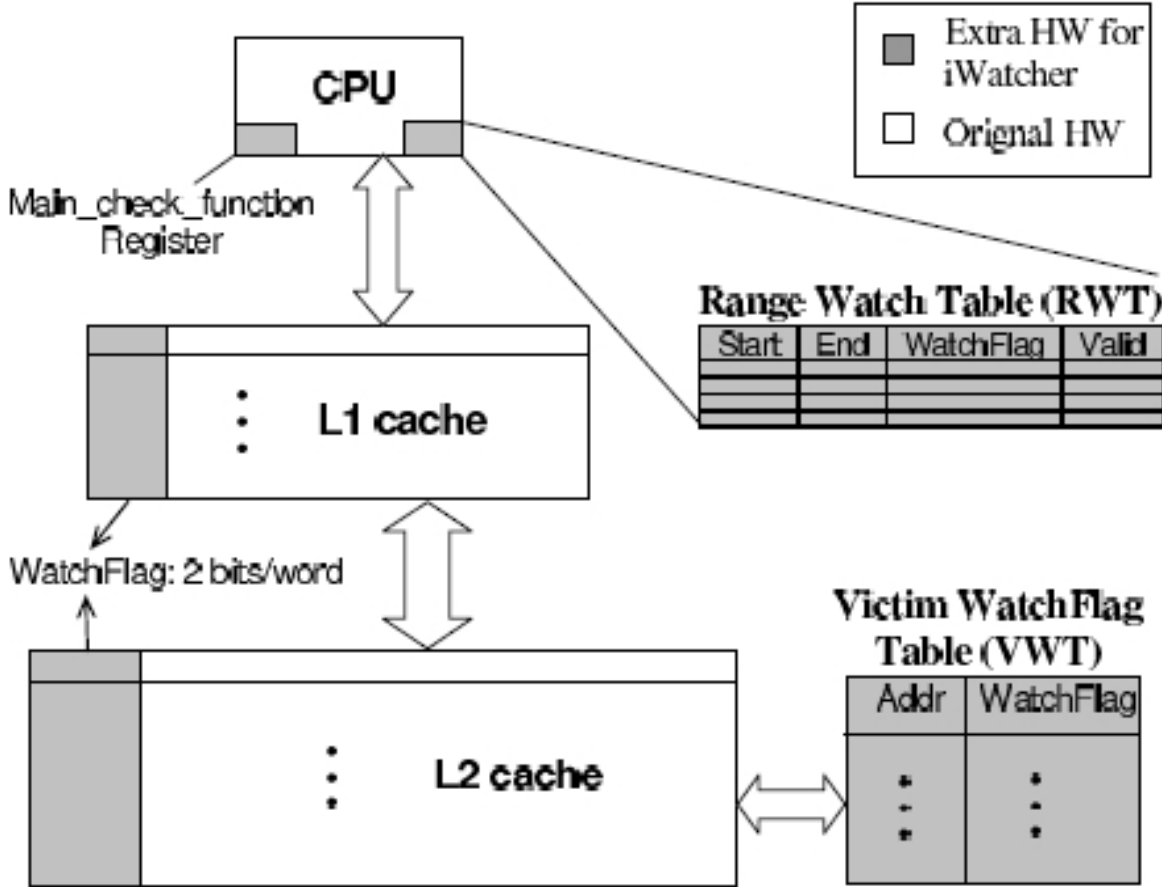 Extra HW for
iWatcher
Orignal HW
CPU
Main_check_function
Register
Range Watch Table (RWT)
Start End WatchFlag Valid
L1 cache
WatchFlag: 2 bits/word
Victim WatchFlag
Table (VWT)
Addr WatchFlag
L2 cache